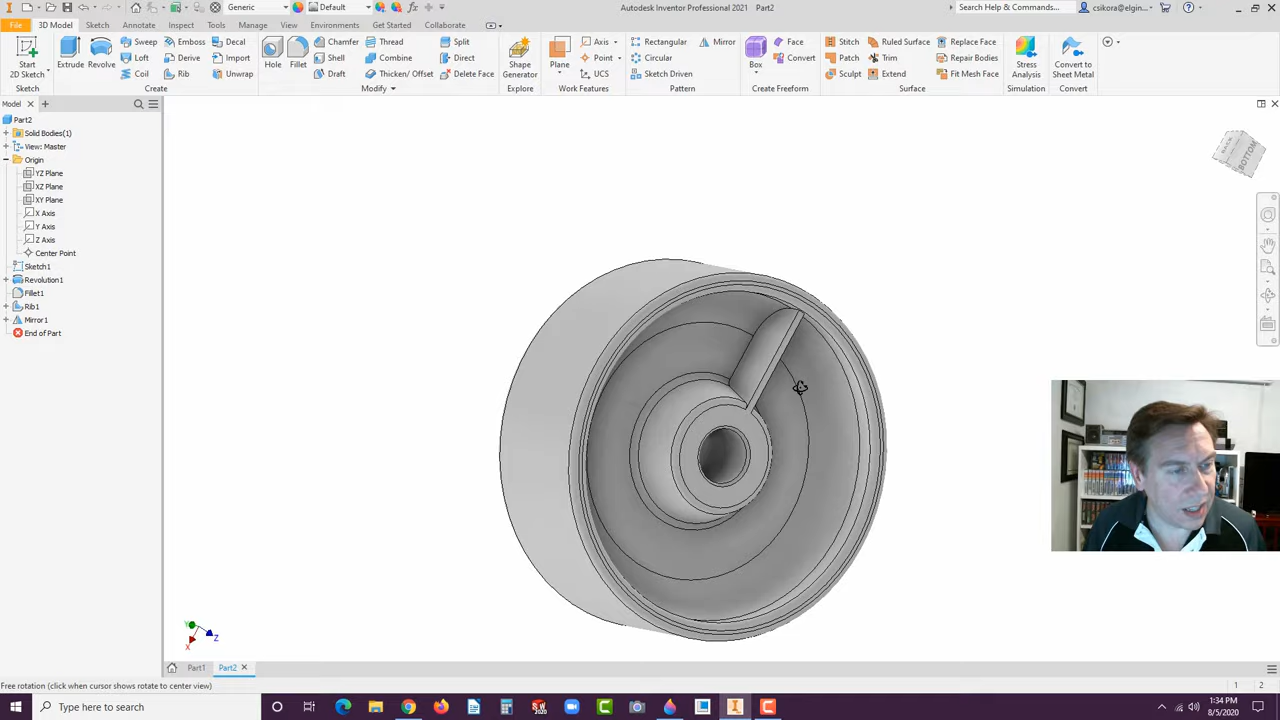 Generic
Default
Autodesk Inventor Professional 2021 Part2
Search Help & Commands...
csikora@elgin...
File
3D Model
Sketch
Annotate
Inspect
Tools
Manage
View
Environments
Get Started
Collaborate
Start
2D Sketch
Extrude
Revolve
Sweep
Emboss
Decal
Loft
Derive
Import
Coil
Rib
Unwrap
Hole
Fillet
Chamfer
Thread
Split
Shell
Combine
Direct
Draft
Thicken/ Offset
Delete Face
Shape
Generator
Plane
Axis
Point
UCS
Rectangular
Mirror
Circular
Sketch Driven
Box
Face
Convert
Stitch
Ruled Surface
Replace Face
Patch
Trim
Repair Bodies
Sculpt
Extend
Fit Mesh Face
Stress
Analysis
Convert to
Sheet Metal
Sketch
Create
Modify
Explore
Work Features
Pattern
Create Freeform
Surface
Simulation
Convert
Model
Part2
Solid Bodies(1)
View: Master
Origin
YZ Plane
XZ Plane
XY Plane
X Axis
Y Axis
Z Axis
Center Point
Sketch1
Revolution1
Fillet1
Rib1
Mirror1
End of Part
BACK
BOTTOM
Y
Z
X
Part1
Part2
Free rotation (click when cursor shows rotate to center view)
1
2
Type here to search
1:34 PM
8/5/2020